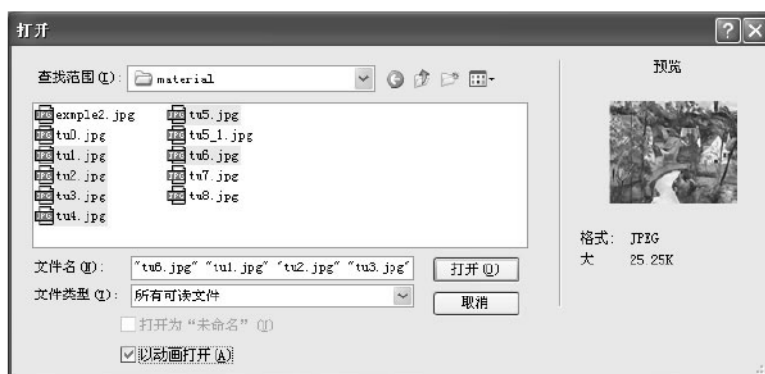 打开
查找范围(I): material
预览
exmple2.jpg tu5.jpg
tu0.jpg tu5_1.jpg
tu1.jpg tu6.jpg
tu2.jpg tu7.jpg
tu3.jpg tu8.jpg
tu4.jpg
格式: JPEG
大 25.25K
文件名(N): "tu6.jpg" "tu1.jpg" "tu2.jpg" "tu3.jpg" 打开(O)
文件类型(T): 所有可读文件 取消
打开为“未命名”(U)
以动画打开(A)